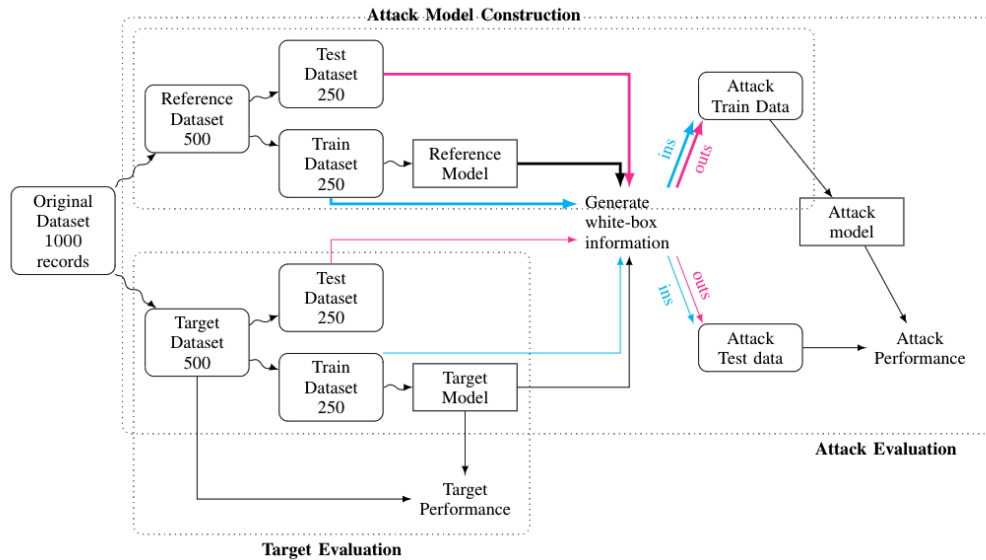 Attack Model Construction
Test
Dataset
250
Reference
Dataset
500
Train
Dataset
250
Reference
Model
Attack
Train Data
ins
outs
Original
Dataset
1000
records
Generate
white-box
information
Attack
model
Test
Dataset
250
Target
Dataset
500
Train
Dataset
250
Target
Model
ins
outs
Attack
Test data
Attack
Performance
Attack Evaluation
Target
Performance
Target Evaluation